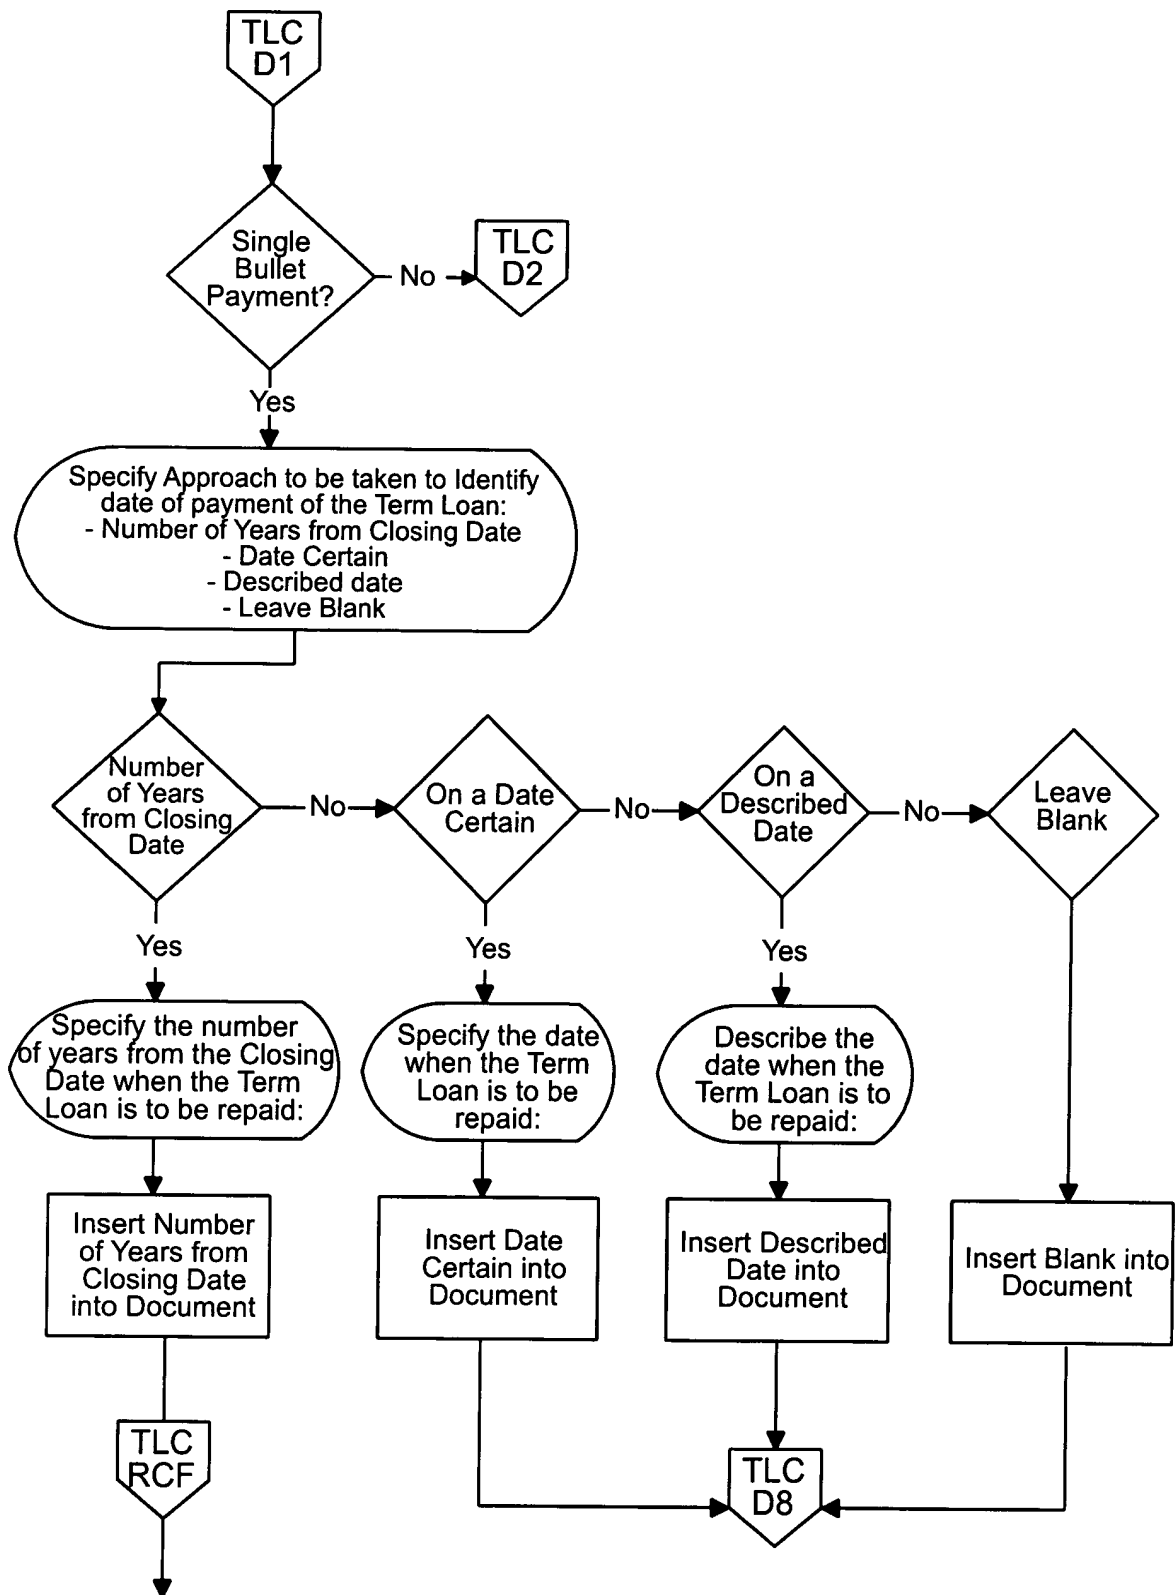 TLC
D1
Single
Bullet
Payment?
No
TLC
D2
Yes
Specify Approach to be taken to Identify
date of payment of the Term Loan:
- Number of Years from Closing Date
- Date Certain
- Described date
- Leave Blank
Number
of Years
from Closing
Date
No
On a Date
Certain
No
On a
Described
Date
No
Leave
Blank
Yes
Yes
Yes
Specify the number
of years from the Closing
Date when the Term
Loan is to be repaid:
Specify the date
when the Term
Loan is to be
repaid:
Describe the
date when the
Term Loan is to
be repaid:
Insert Number
of Years from
Closing Date
into Document
Insert Date
Certain into
Document
Insert Described
Date into
Document
Insert Blank into
Document
TLC
RCF
TLC
D8